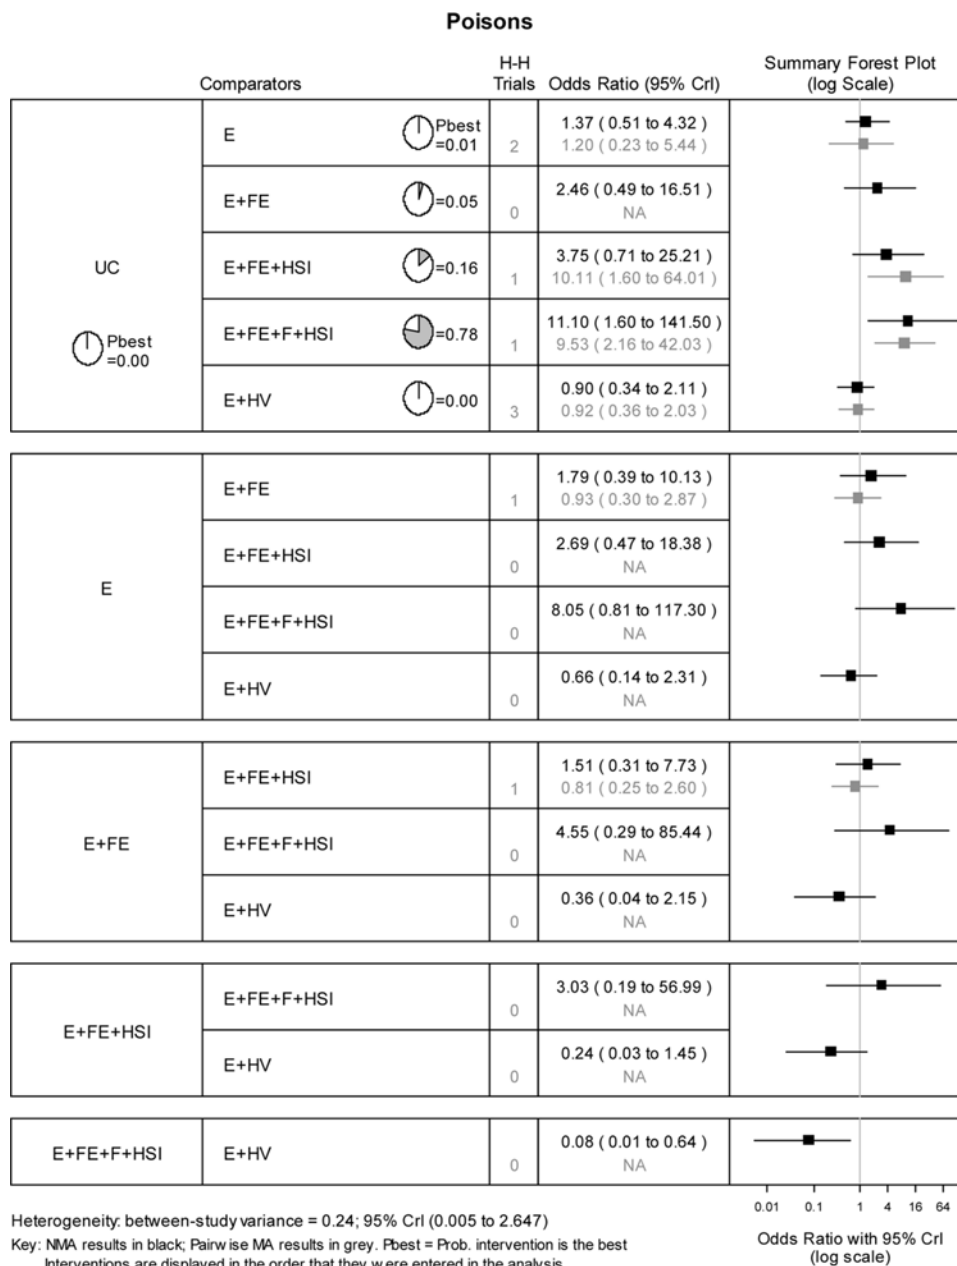 Poisons
Comparators H-H Trials Odds Ratio (95% CrI) Summary Forest Plot (log Scale)
UC
Pbest =0.00
E Pbest =0.01 2 1.37 ( 0.51 to 4.32 )
1.20 ( 0.23 to 5.44 )
E+FE =0.05 0 2.46 ( 0.49 to 16.51 )
NA
E+FE+HSI =0.16 1 3.75 ( 0.71 to 25.21 )
10.11 ( 1.60 to 64.01 )
E+FE+F+HSI =0.78 1 11.10 ( 1.60 to 141.50 )
9.53 ( 2.16 to 42.03 )
E+HV =0.00 3 0.90 ( 0.34 to 2.11 )
0.92 ( 0.36 to 2.03 )
E
E+FE 1 1.79 ( 0.39 to 10.13 )
0.93 ( 0.30 to 2.87 )
E+FE+HSI 0 2.69 ( 0.47 to 18.38 )
NA
E+FE+F+HSI 0 8.05 ( 0.81 to 117.30 )
NA
E+HV 0 0.66 ( 0.14 to 2.31 )
NA
E+FE
E+FE+HSI 1 1.51 ( 0.31 to 7.73 )
0.81 ( 0.25 to 2.60 )
E+FE+F+HSI 0 4.55 ( 0.29 to 85.44 )
NA
E+HV 0 0.36 ( 0.04 to 2.15 )
NA
E+FE+HSI
E+FE+F+HSI 0 3.03 ( 0.19 to 56.99 )
NA
E+HV 0 0.24 ( 0.03 to 1.45 )
NA
E+FE+F+HSI
E+HV 0 0.08 ( 0.01 to 0.64 )
NA
0.01 0.1 1 4 16 64
Odds Ratio with 95% CrI
(log scale)
Heterogeneity: between-study variance = 0.24; 95% CrI (0.005 to 2.647)
Key: NMA results in black; Pairwise MA results in grey. Pbest = Prob. intervention is the best
Interventions are displayed in the order that they were entered in the analysis